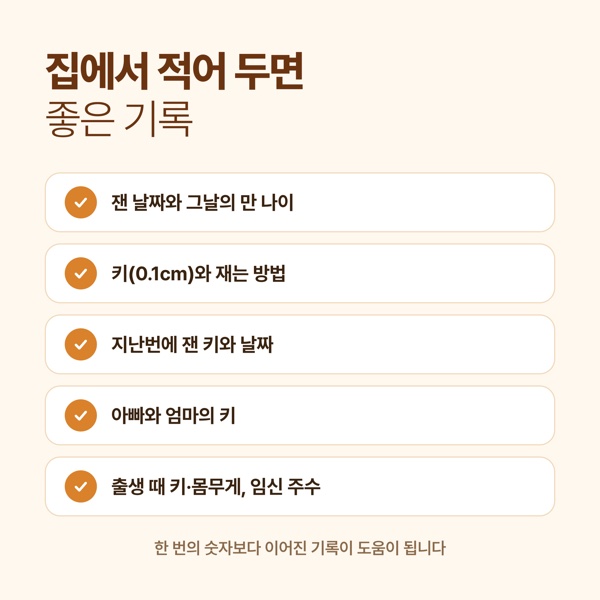 집에서 적어 두면
좋은 기록
잰 날짜와 그날의 만 나이
키(0.1cm)와 재는 방법
지난번에 잰 키와 날짜
아빠와 엄마의 키
출생 때 키·몸무게, 임신 주수
한 번의 숫자보다 이어진 기록이 도움이 됩니다